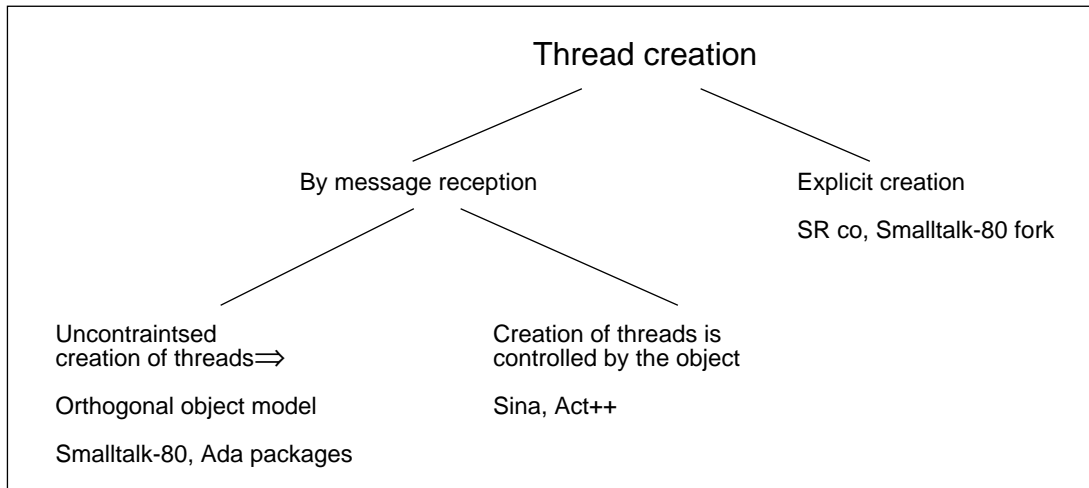 Thread creation
By message reception
Explicit creation
SR co, Smalltalk-80 fork
Uncontraintsed
creation of threads⇒
Orthogonal object model
Smalltalk-80, Ada packages
Creation of threads is
controlled by the object
Sina, Act++